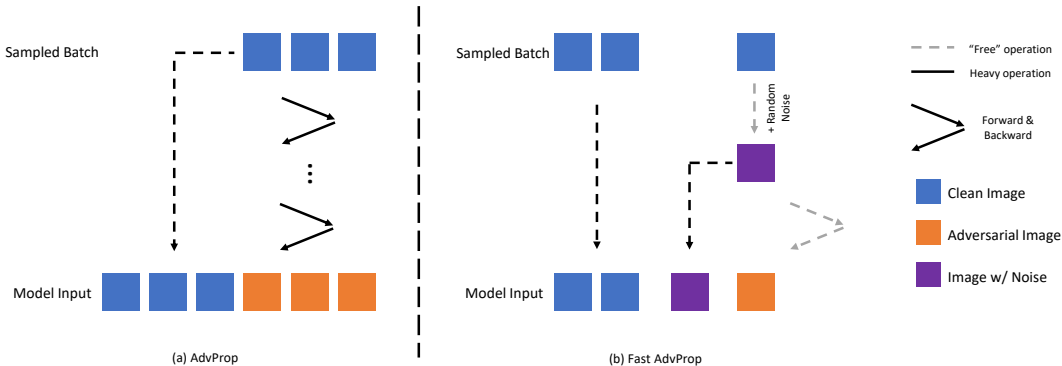 Sampled Batch
Model Input
(a) AdvProp
Sampled Batch
+ Random
Noise
Model Input
(b) Fast AdvProp
"Free" operation
Heavy operation
Forward &
Backward
Clean Image
Adversarial Image
Image w/ Noise